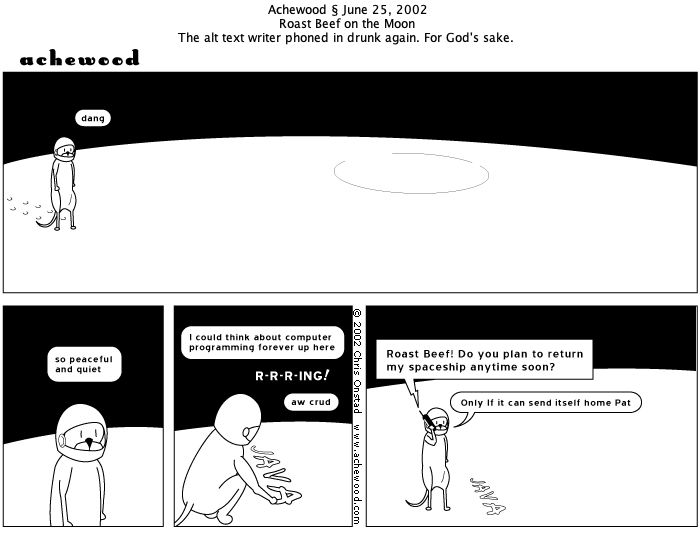 Achewood § June 25, 2002
Roast Beef on the Moon
The alt text writer phoned in drunk again. For God's sake.
achewood
dang
so peaceful
and quiet
I could think about computer
programming forever up here
R-R-R-ING!
aw crud
JAVA
© 2002 Chris Onstad www.achewood.com
Roast Beef! Do you plan to return
my spaceship anytime soon?
Only If it can send itself home Pat
JAVA